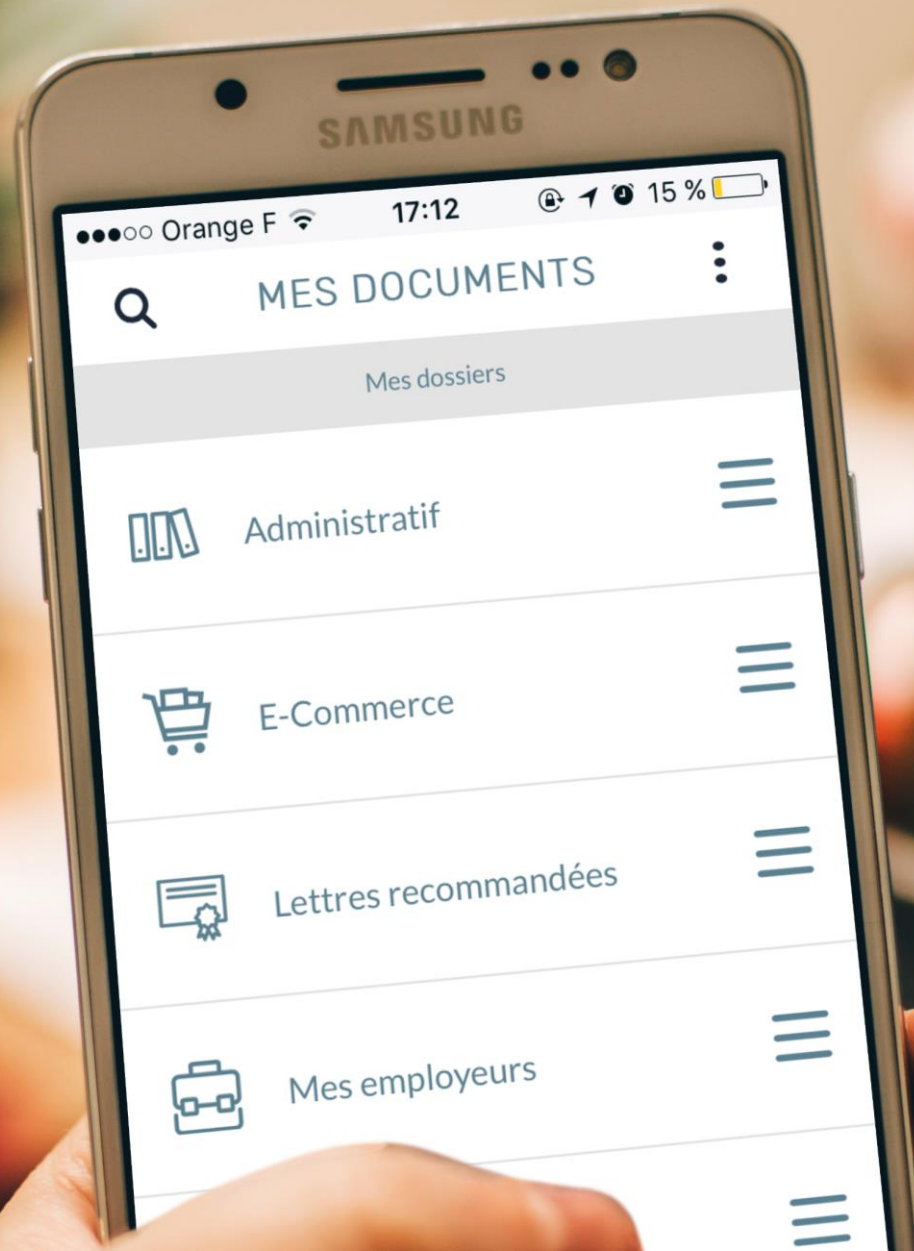 SAMSUNG
Orange F 17:12 15 %
MES DOCUMENTS
Mes dossiers
Administratif
E-Commerce
Lettres recommandées
Mes employeurs